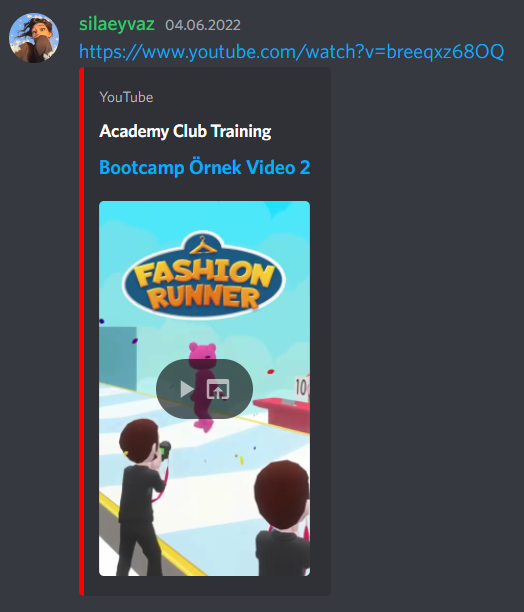 silaeyvaz 04.06.2022
https://www.youtube.com/watch?v=breeqxz68OQ
YouTube
Academy Club Training
Bootcamp Örnek Video 2
FASHION
RUNNER
10